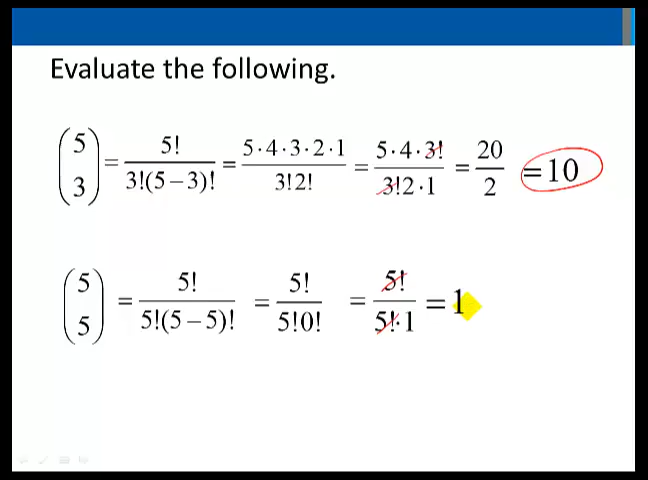 Evaluate the following.
(5 3) = 5!/3!(5−3)! = 5·4·3·2·1/3!2! = 5·4·3!/3!2·1 = 20/2 =10
(5 5) = 5!/5!(5−5)! = 5!/5!0! = 5!/5!·1 = 1